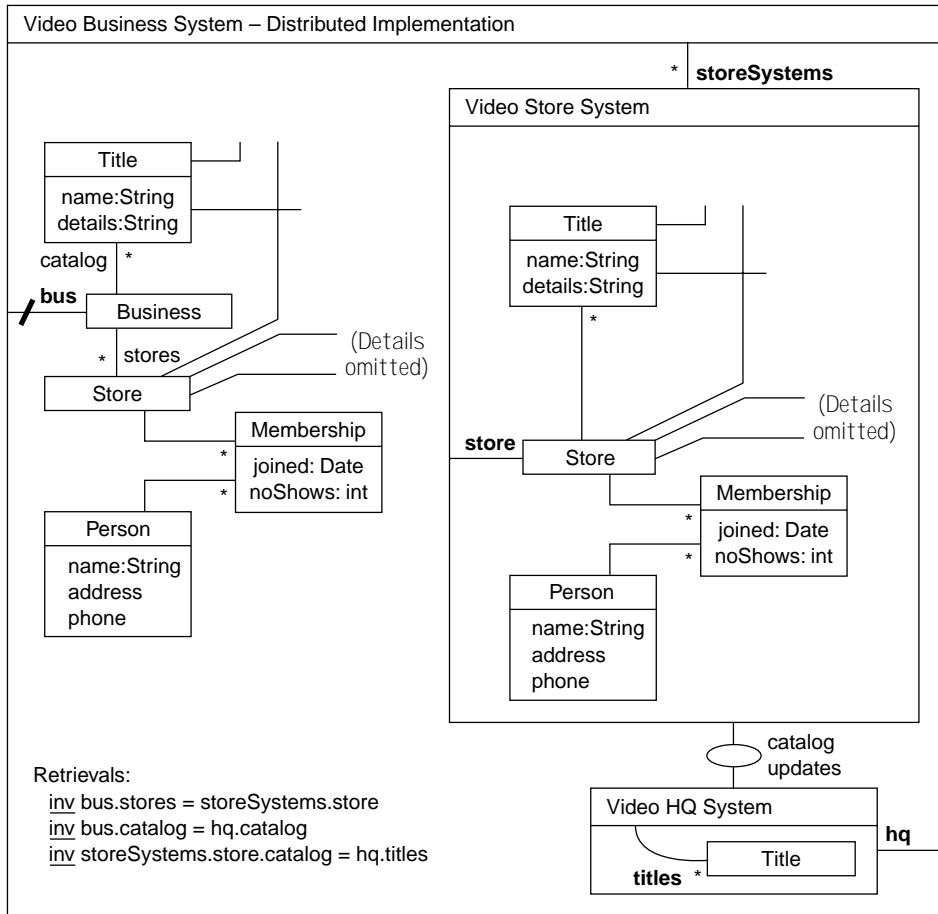 Video Business System – Distributed Implementation
* storeSystems
Video Store System
Title
name:String
details:String
catalog *
bus
Business
* stores
(Details
omitted)
Store
Membership
*
joined: Date
noShows: int
*
Person
name:String
address
phone
Title
name:String
details:String
*
(Details
omitted)
store
Store
Membership
*
joined: Date
noShows: int
*
Person
name:String
address
phone
catalog
updates
Retrievals:
inv bus.stores = storeSystems.store
inv bus.catalog = hq.catalog
inv storeSystems.store.catalog = hq.titles
Video HQ System
hq
Title
titles *